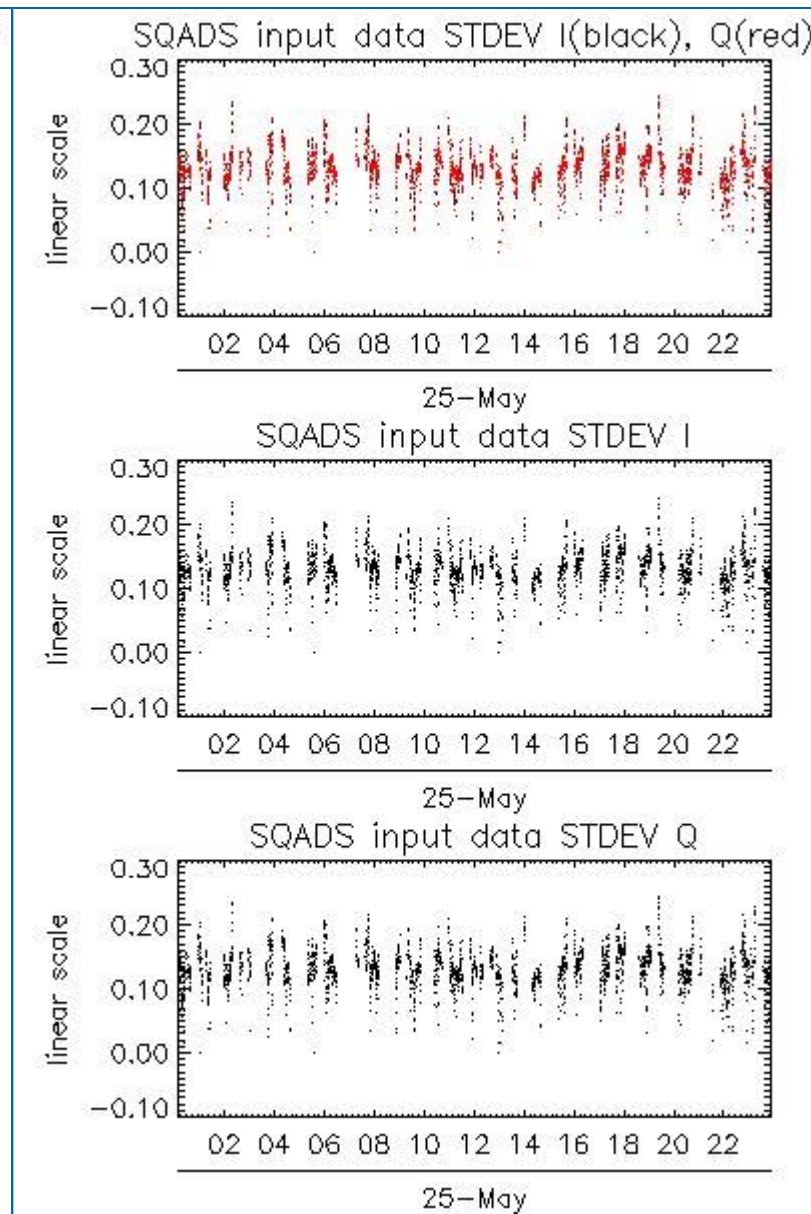 SQADS input data STDEV I(black), Q(red)
0.30
0.20
0.10
0.00
-0.10
linear scale
02 04 06 08 10 12 14 16 18 20 22
25-May
SQADS input data STDEV I
0.30
0.20
0.10
0.00
-0.10
linear scale
02 04 06 08 10 12 14 16 18 20 22
25-May
SQADS input data STDEV Q
0.30
0.20
0.10
0.00
-0.10
linear scale
02 04 06 08 10 12 14 16 18 20 22
25-May